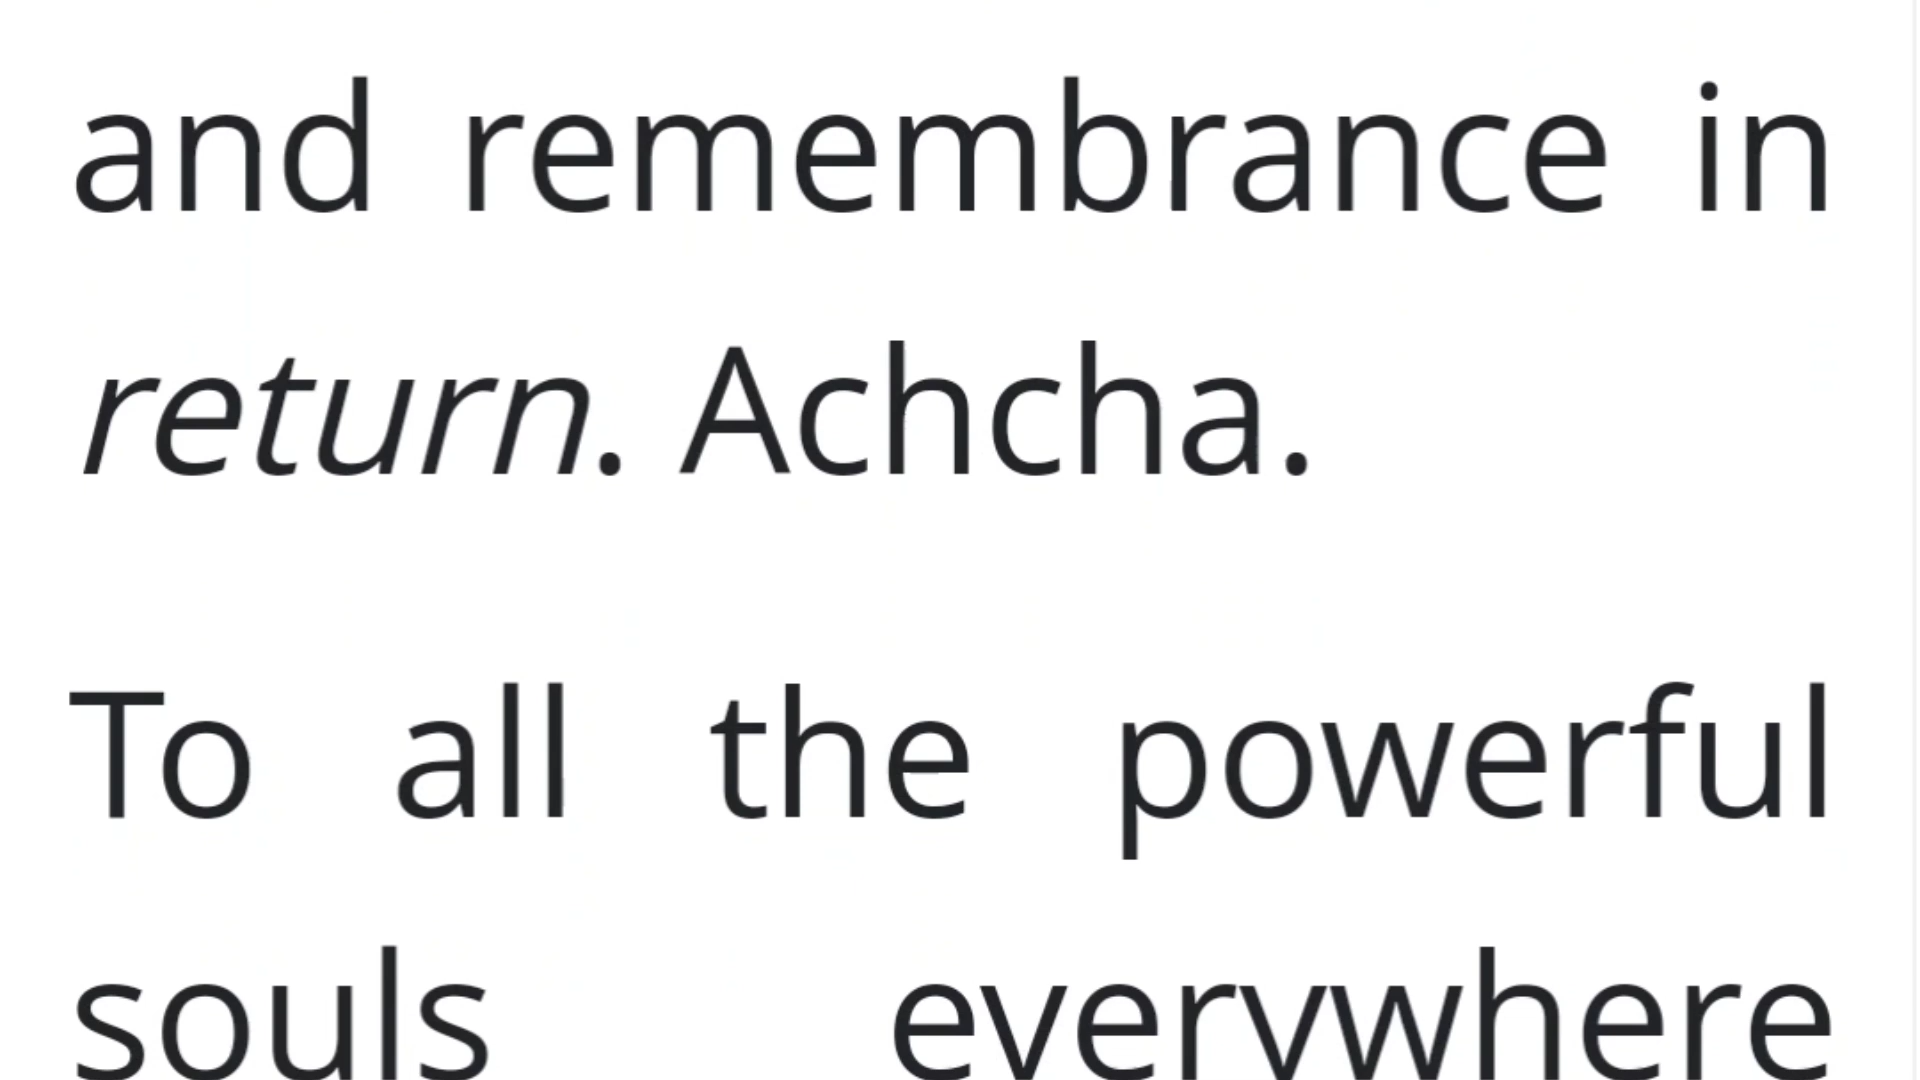 and remembrance in
return. Achcha.
To all the powerful
souls everywhere